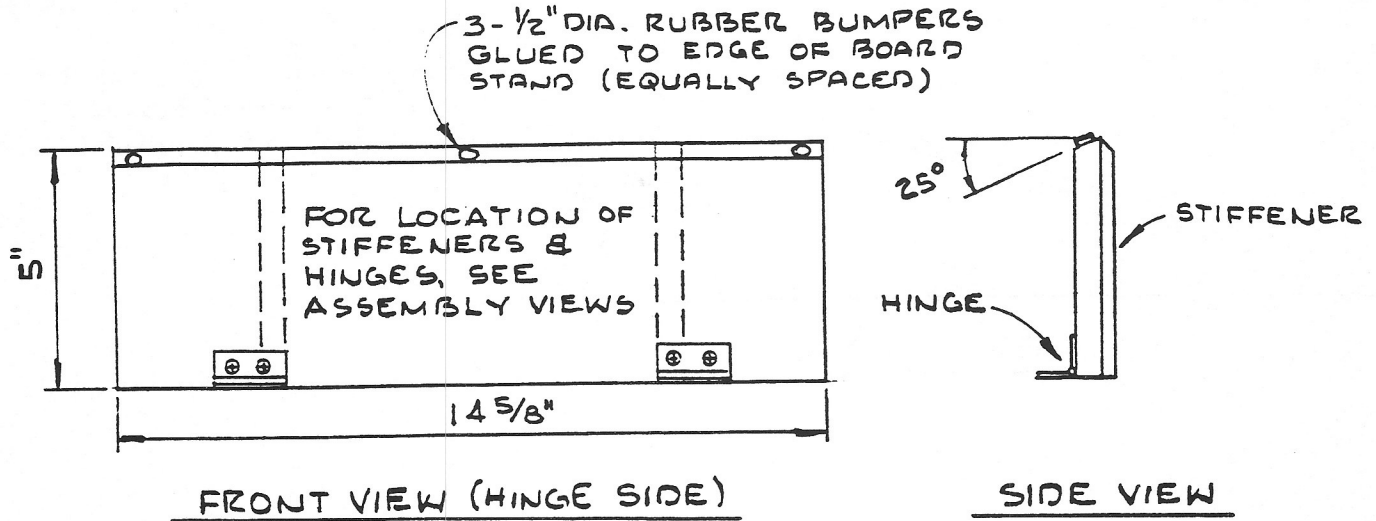 3-½" DIA. RUBBER BUMPERS
GLUED TO EDGE OF BOARD
STAND (EQUALLY SPACED)
25°
STIFFENER
FOR LOCATION OF
STIFFENERS &
HINGES, SEE
ASSEMBLY VIEWS
5"
HINGE
14 5/8"
FRONT VIEW (HINGE SIDE)
SIDE VIEW